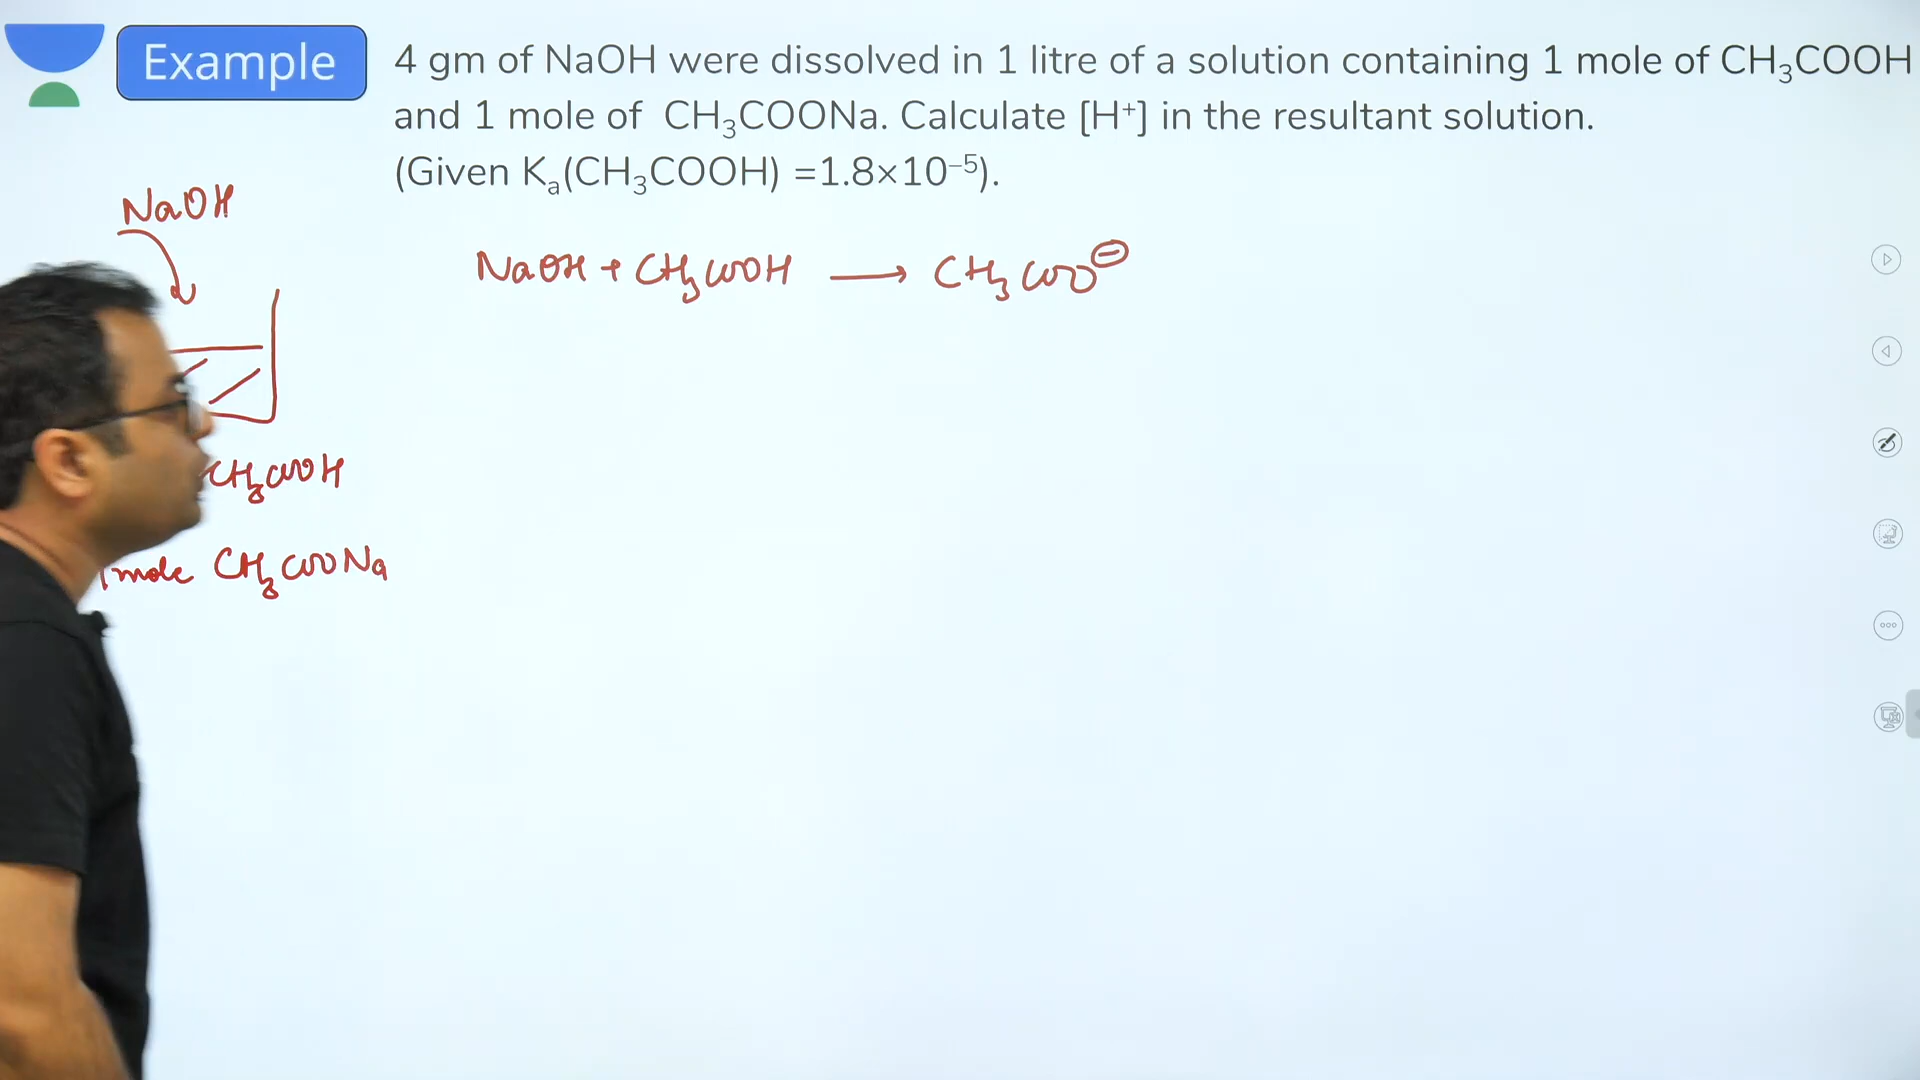 Example
4 gm of NaOH were dissolved in 1 litre of a solution containing 1 mole of CH₃COOH
and 1 mole of CH₃COONa. Calculate [H⁺] in the resultant solution.
(Given Kₐ(CH₃COOH) =1.8×10⁻⁵).
NaOH
NaOH + CH₃COOH ⟶ CH₃COO⊖
CH₃COOH
1 mole CH₃COONa